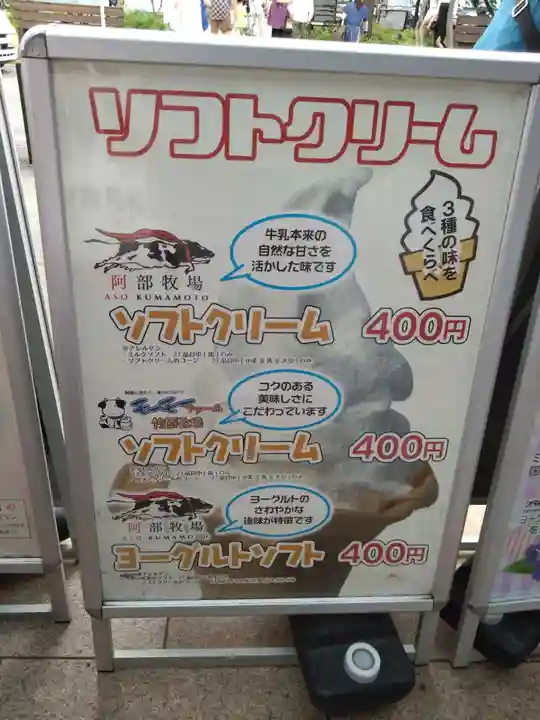 ソフトクリーム
3種の味を
食べくらべ
牛乳本来の
自然な甘さを
活かした味です
阿部牧場
ASO KUMAMOTO
ソフトクリーム 400円
※アレルゲン
コクのある
美味しさに
こだわっています
ソフトクリーム 400円
ヨーグルトの
さわやかな
後味が特徴です
阿部牧場
ASO KUMAMOTO
ヨーグルトソフト 400円